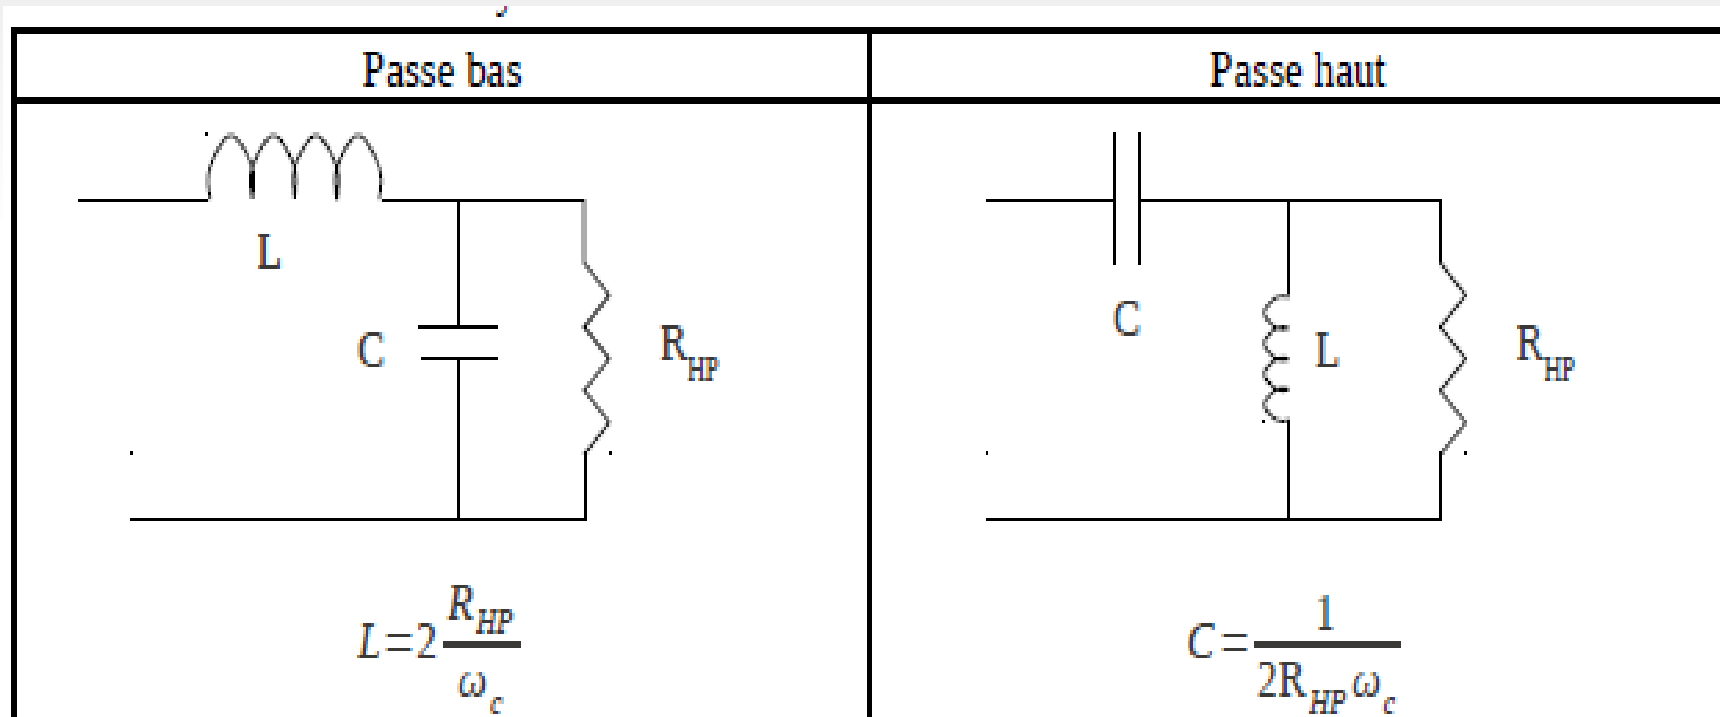 Passe bas
Passe haut
L
C
R_HP
C
L
R_HP
L=2 R_HP/ω_c
C=1/(2R_HP ω_c)